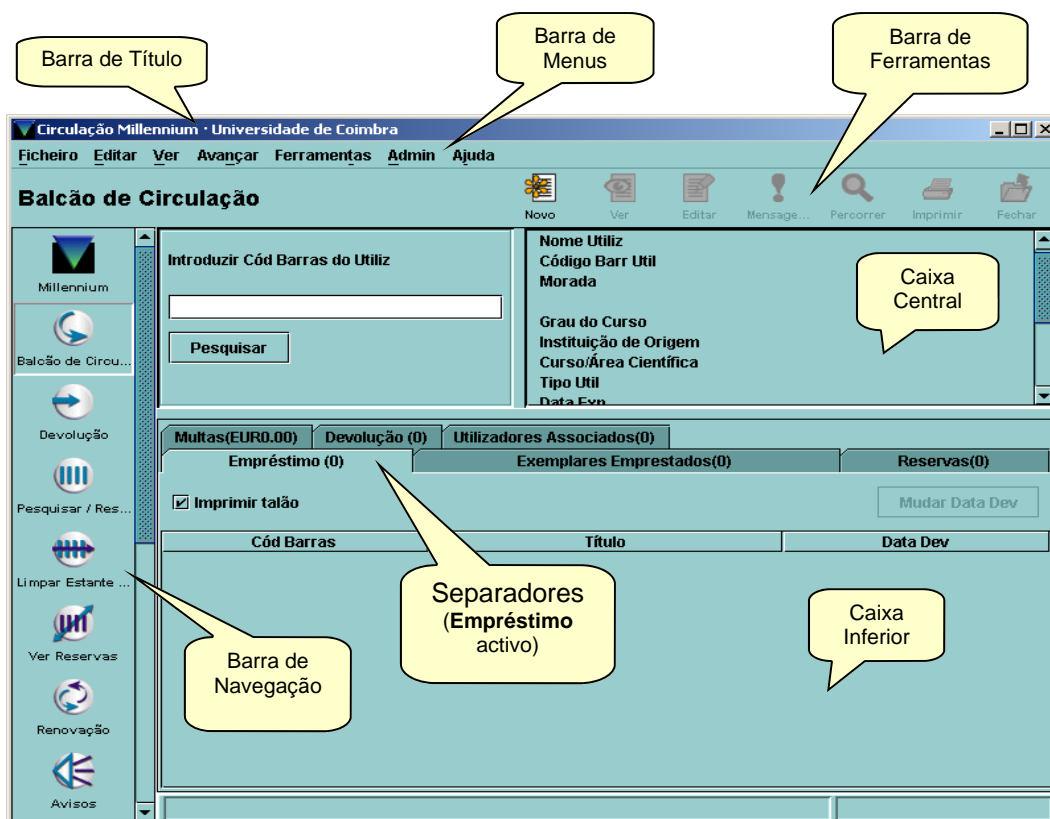 Barra de Título
Barra de
Menus
Barra de
Ferramentas
Circulação Millennium · Universidade de Coimbra
Ficheiro Editar Ver Avançar Ferramentas Admin Ajuda
Balcão de Circulação
Novo
Ver
Editar
Mensage...
Percorrer
Imprimir
Fechar
Millennium
Balcão de Circu...
Devolução
Pesquisar / Res...
Limpar Estante ...
Ver Reservas
Renovação
Avisos
Introduzir Cód Barras do Utiliz
Pesquisar
Nome Utiliz
Código Barr Util
Morada
Grau do Curso
Instituição de Origem
Curso/Área Científica
Tipo Util
Data Exp
Caixa
Central
Multas(EUR0.00) Devolução (0) Utilizadores Associados(0)
Empréstimo (0) Exemplares Emprestados(0) Reservas(0)
Imprimir talão
Mudar Data Dev
Cód Barras Título Data Dev
Separadores
(Empréstimo
activo)
Caixa
Inferior
Barra de
Navegação